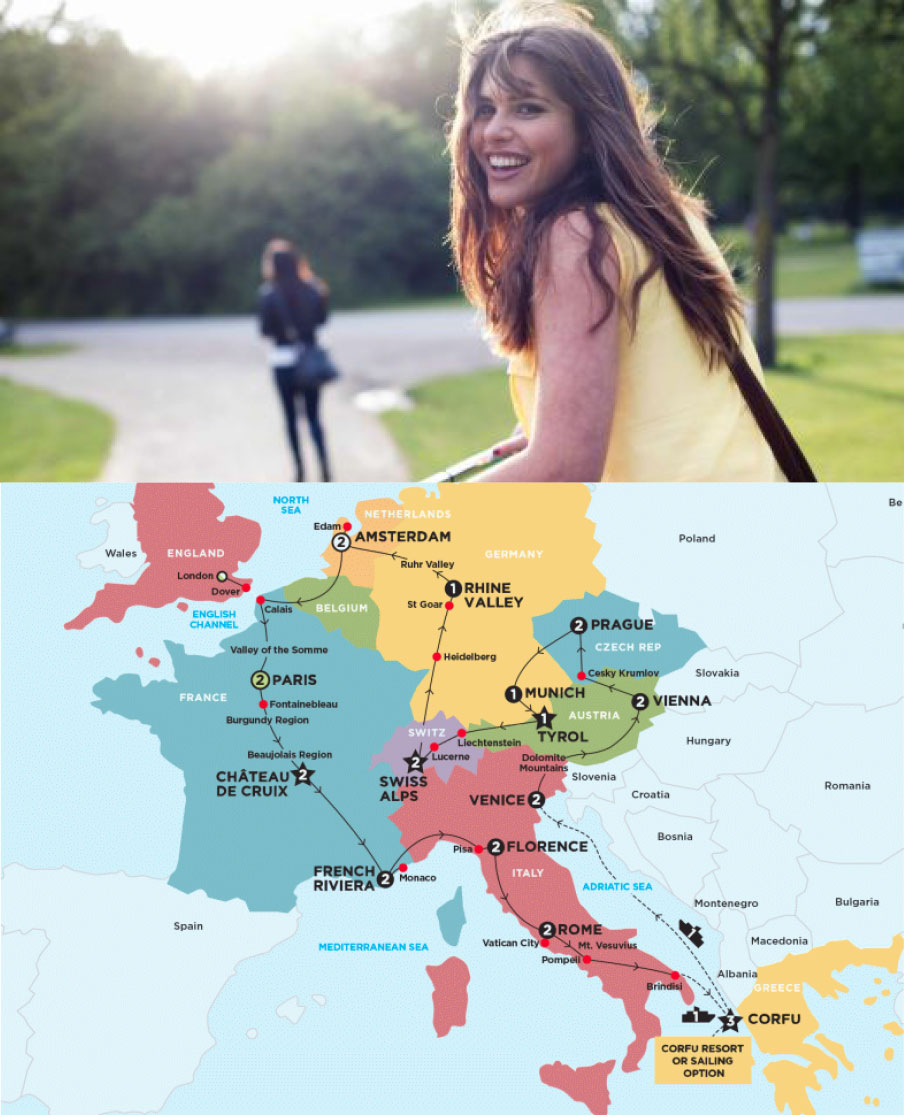 NORTH
SEA
Be
Edam
NETHERLANDS
2
AMSTERDAM
Poland
Wales
ENGLAND
GERMANY
Ruhr Valley
London
Dover
1
RHINE
VALLEY
St Goar
Calais
BELGIUM
ENGLISH
CHANNEL
2
PRAGUE
CZECH REP
Valley of the Somme
Heidelberg
Cesky Krumlov
Slovakia
2
PARIS
FRANCE
Fontainebleau
1
MUNICH
2
VIENNA
Burgundy Region
AUSTRIA
1
TYROL
SWITZ
Liechtenstein
Hungary
Beaujolais Region
Lucerne
Dolomite
Mountains
2
CHÂTEAU
DE CRUIX
2
SWISS
ALPS
Slovenia
Romania
Croatia
VENICE
2
Bosnia
Pisa
2
FLORENCE
FRENCH
RIVIERA
2
Monaco
ITALY
ADRIATIC SEA
Montenegro
Bulgaria
Spain
2
ROME
1
MEDITERRANEAN SEA
Vatican City
Mt. Vesuvius
Macedonia
Pompeii
Albania
Brindisi
GREECE
1
3
CORFU
CORFU RESORT
OR SAILING
OPTION